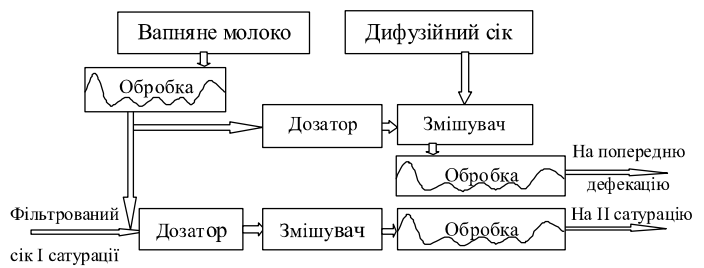 Вапняне молоко
Дифузійний сік
Обробка
Дозатор
Змішувач
На попередню
дефекацію
Обробка
Фільтрований
сік І сатурації
Дозатор
Змішувач
Обробка
На ІІ сатурацію